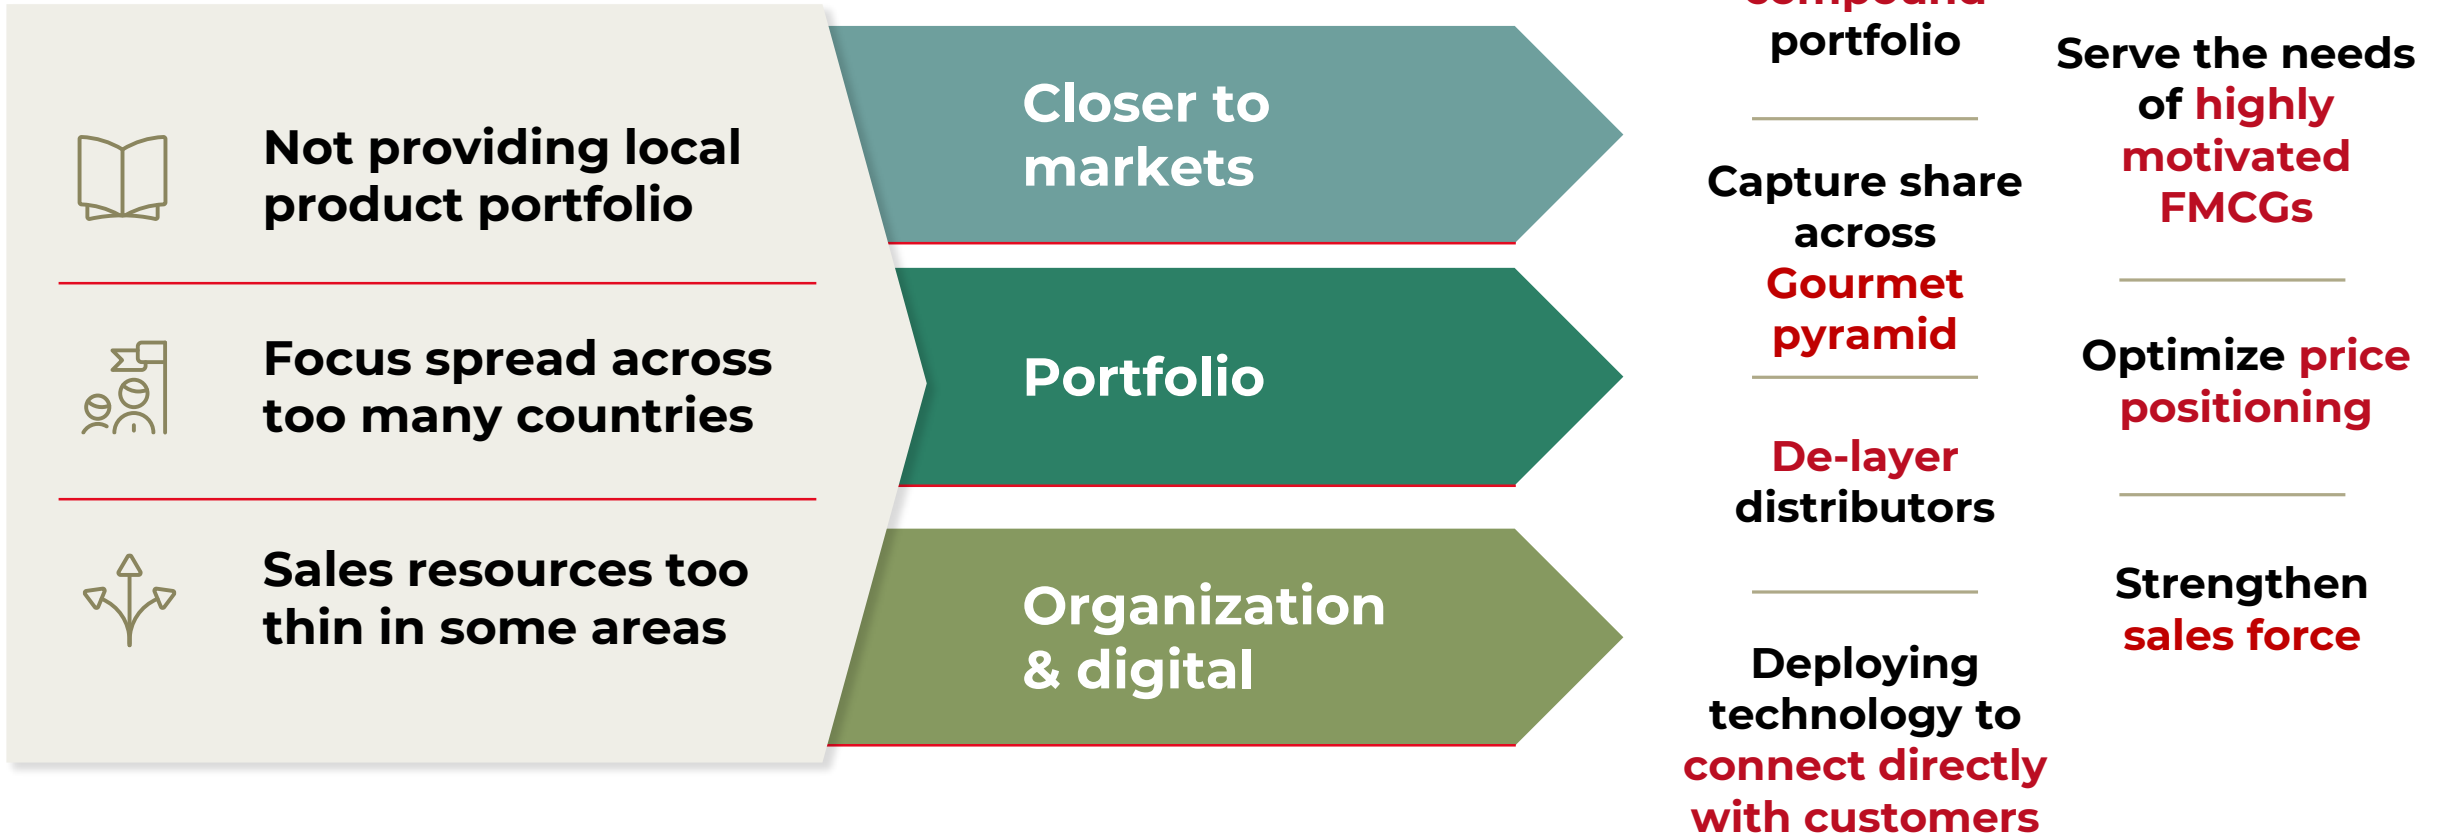 Not providing local
product portfolio
Focus spread across
too many countries
Sales resources too
thin in some areas
Closer to
markets
Portfolio
Organization
& digital
compound
portfolio
Capture share
across
Gourmet
pyramid
De-layer
distributors
Deploying
technology to
connect directly
with customers
Serve the needs
of highly
motivated
FMCGs
Optimize price
positioning
Strengthen
sales force